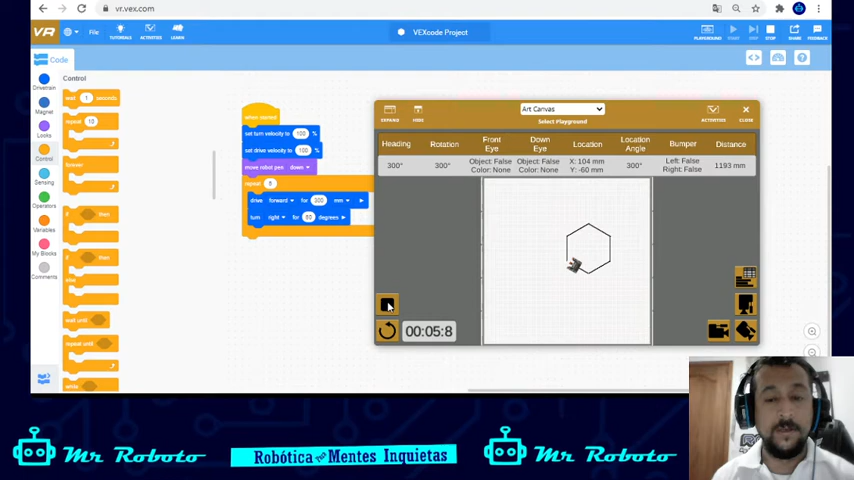 vr.vex.com
VR
File
TUTORIALS
ACTIVITIES
LEARN
VEXcode Project
PLAYGROUND
START
STEP
STOP
SHARE
FEEDBACK
Code
Control
Drivetrain
Magnet
Looks
Control
Sensing
Operators
Variables
My Blocks
Comments
wait 1 seconds
repeat 10
forever
if then
if then
else
wait until
repeat until
while
when started
set turn velocity to 100 %
set drive velocity to 100 %
move robot pen down
repeat
drive forward for 300 mm
turn right for degrees
EXPAND
HIDE
Art Canvas
Select Playground
ACTIVITIES
CLOSE
Heading Rotation Front Eye Down Eye Location Location Angle Bumper Distance
300° 300° Object: False Color: None Object: False Color: None X: 104 mm Y: -60 mm 300° Left: False Right: False 1193 mm
00:05:8
Mr Roboto
Robótica Para Mentes Inquietas
Mr Roboto